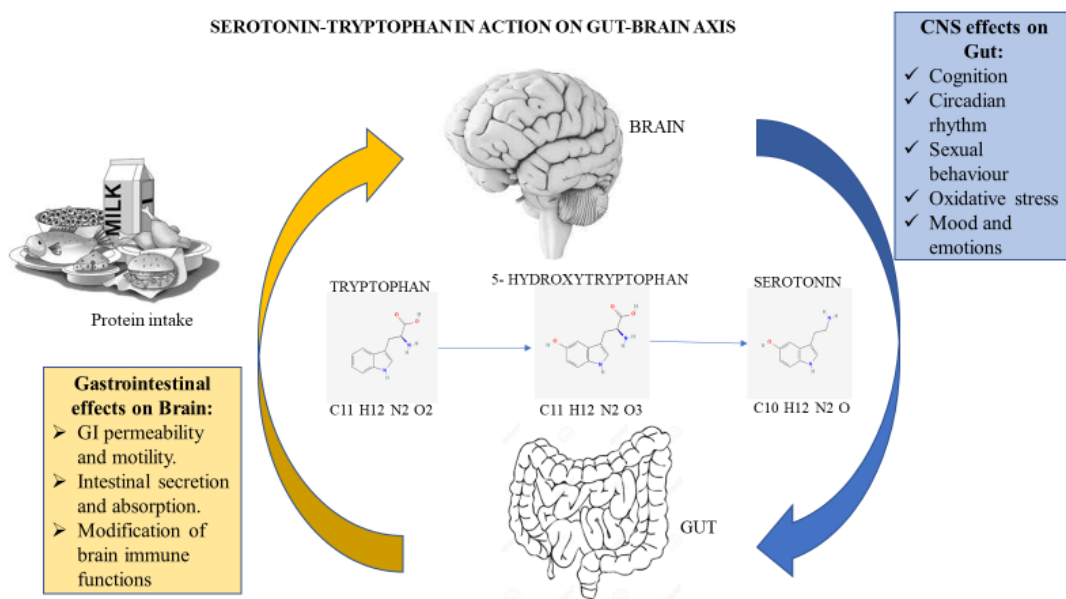 SEROTONIN-TRYPTOPHAN IN ACTION ON GUT-BRAIN AXIS
CNS effects on
Gut:
✓ Cognition
✓ Circadian
rhythm
✓ Sexual
behaviour
✓ Oxidative stress
✓ Mood and
emotions
BRAIN
MILK
Protein intake
TRYPTOPHAN
5- HYDROXYTRYPTOPHAN
SEROTONIN
C11 H12 N2 O2
C11 H12 N2 O3
C10 H12 N2 O
Gastrointestinal
effects on Brain:
➢ GI permeability
and motility.
➢ Intestinal secretion
and absorption.
➢ Modification of
brain immune
functions
GUT